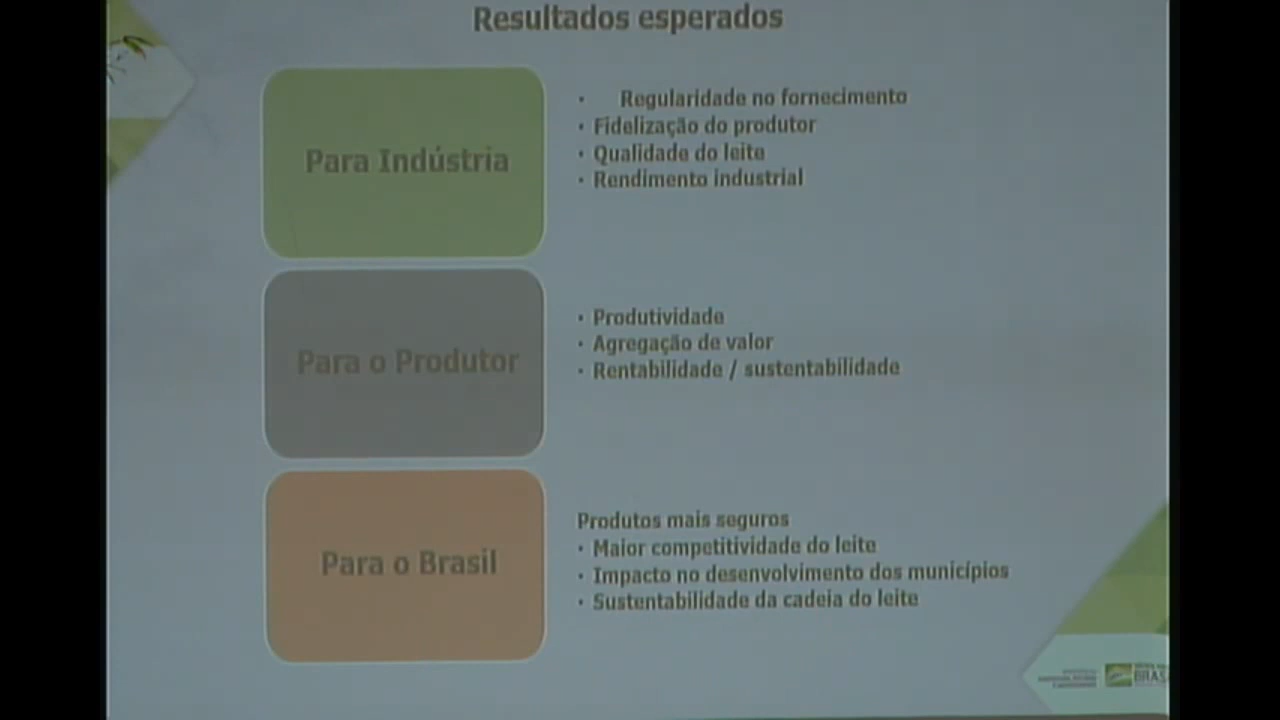 Resultados esperados
Para Indústria
• Regularidade no fornecimento
• Fidelização do produtor
• Qualidade do leite
• Rendimento industrial
Para o Produtor
• Produtividade
• Agregação de valor
• Rentabilidade / sustentabilidade
Para o Brasil
Produtos mais seguros
• Maior competitividade do leite
• Impacto no desenvolvimento dos municípios
• Sustentabilidade da cadeia do leite